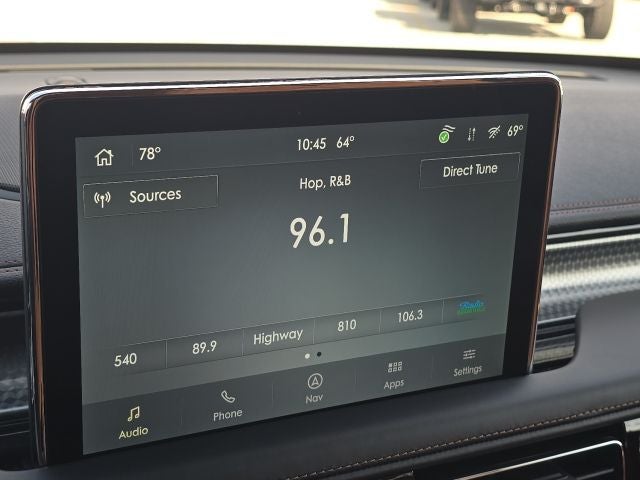 78° 10:45 64° 69°
Sources Hop, R&B Direct Tune
96.1
540 89.9 Highway 810 106.3 Radio
Audio Phone Nav Apps Settings